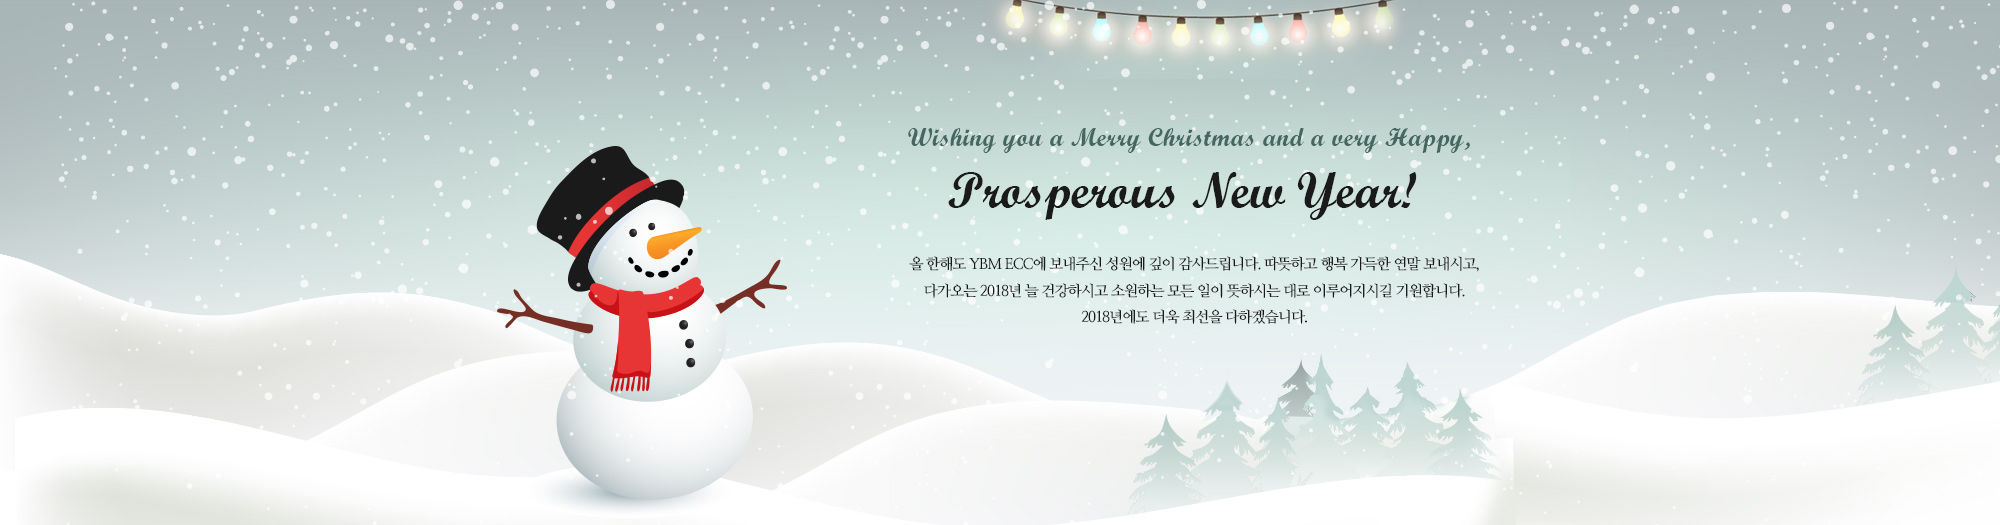 Wishing you a Merry Christmas and a very Happy,
Prosperous New Year!
올 한해도 YBM ECC에 보내주신 성원에 깊이 감사드립니다. 따뜻하고 행복 가득한 연말 보내시고,
다가오는 2018년 늘 건강하시고 소원하는 모든 일이 뜻하시는 대로 이루어지시길 기원합니다.
2018년에도 더욱 최선을 다하겠습니다.